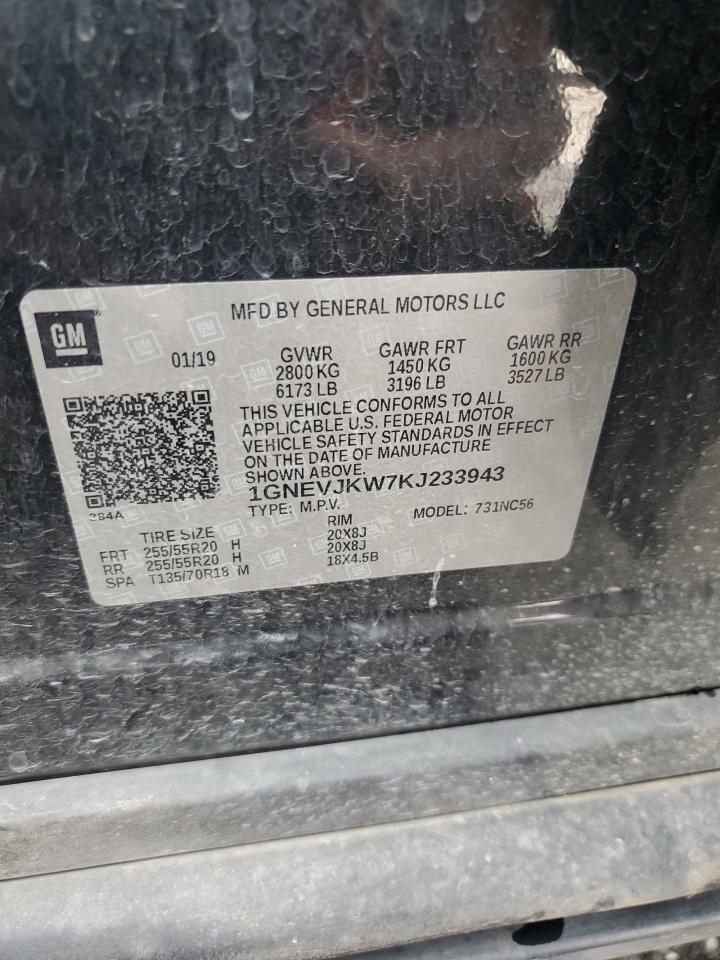 MFD BY GENERAL MOTORS LLC
GM
01/19
GVWR GAWR FRT GAWR RR
2800 KG 1450 KG 1600 KG
6173 LB 3196 LB 3527 LB
THIS VEHICLE CONFORMS TO ALL
APPLICABLE U.S. FEDERAL MOTOR
VEHICLE SAFETY STANDARDS IN EFFECT
ON THE DATE OF MANUFACTURE
SHOWN ABOVE.
1GNEVJKW7KJ233943
TYPE: M.P.V. MODEL: 731NC56
384A
TIRE SIZE RIM
FRT 255/55R20 H 20X8J
RR 255/55R20 H 20X8J
SPA T135/70R18 M 18X4.5B